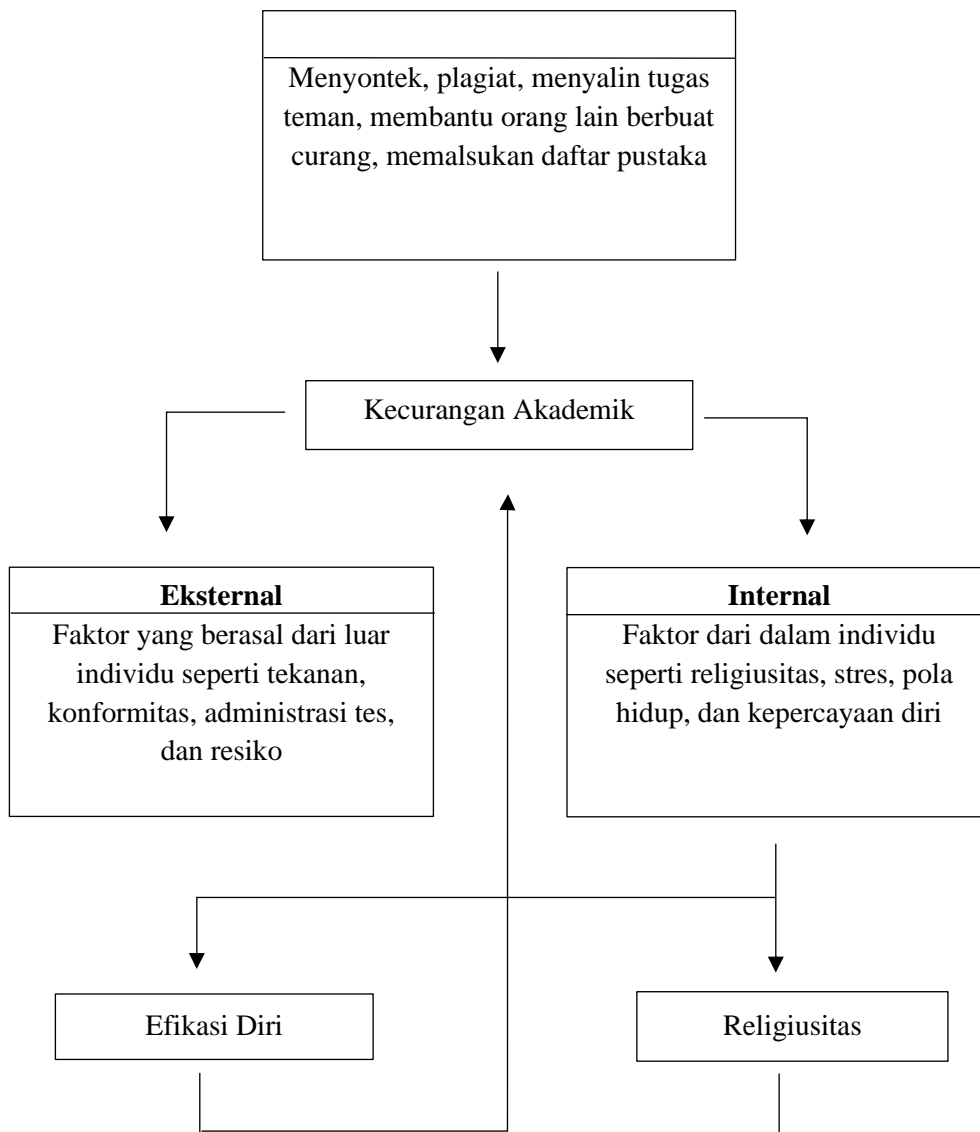 Menyontek, plagiat, menyalin tugas
teman, membantu orang lain berbuat
curang, memalsukan daftar pustaka
Kecurangan Akademik
Eksternal
Faktor yang berasal dari luar
individu seperti tekanan,
konformitas, administrasi tes,
dan resiko
Internal
Faktor dari dalam individu
seperti religiusitas, stres, pola
hidup, dan kepercayaan diri
Efikasi Diri
Religiusitas